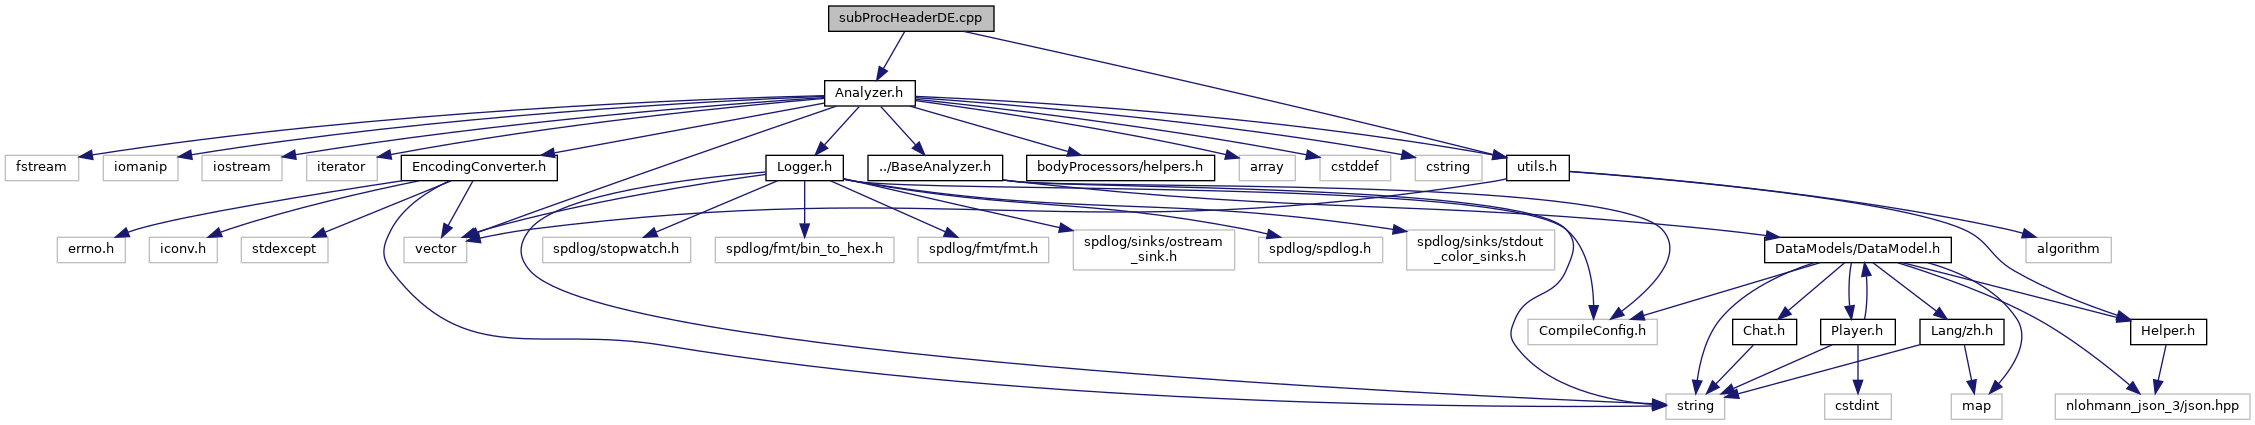 subProcHeaderDE.cpp
Analyzer.h
fstream
iomanip
iostream
iterator
EncodingConverter.h
Logger.h
../BaseAnalyzer.h
bodyProcessors/helpers.h
array
cstddef
cstring
utils.h
errno.h
iconv.h
stdexcept
vector
spdlog/stopwatch.h
spdlog/fmt/bin_to_hex.h
spdlog/fmt/fmt.h
spdlog/sinks/ostream
_sink.h
spdlog/spdlog.h
spdlog/sinks/stdout
_color_sinks.h
DataModels/DataModel.h
algorithm
CompileConfig.h
Chat.h
Player.h
Lang/zh.h
Helper.h
string
cstdint
map
nlohmann_json_3/json.hpp